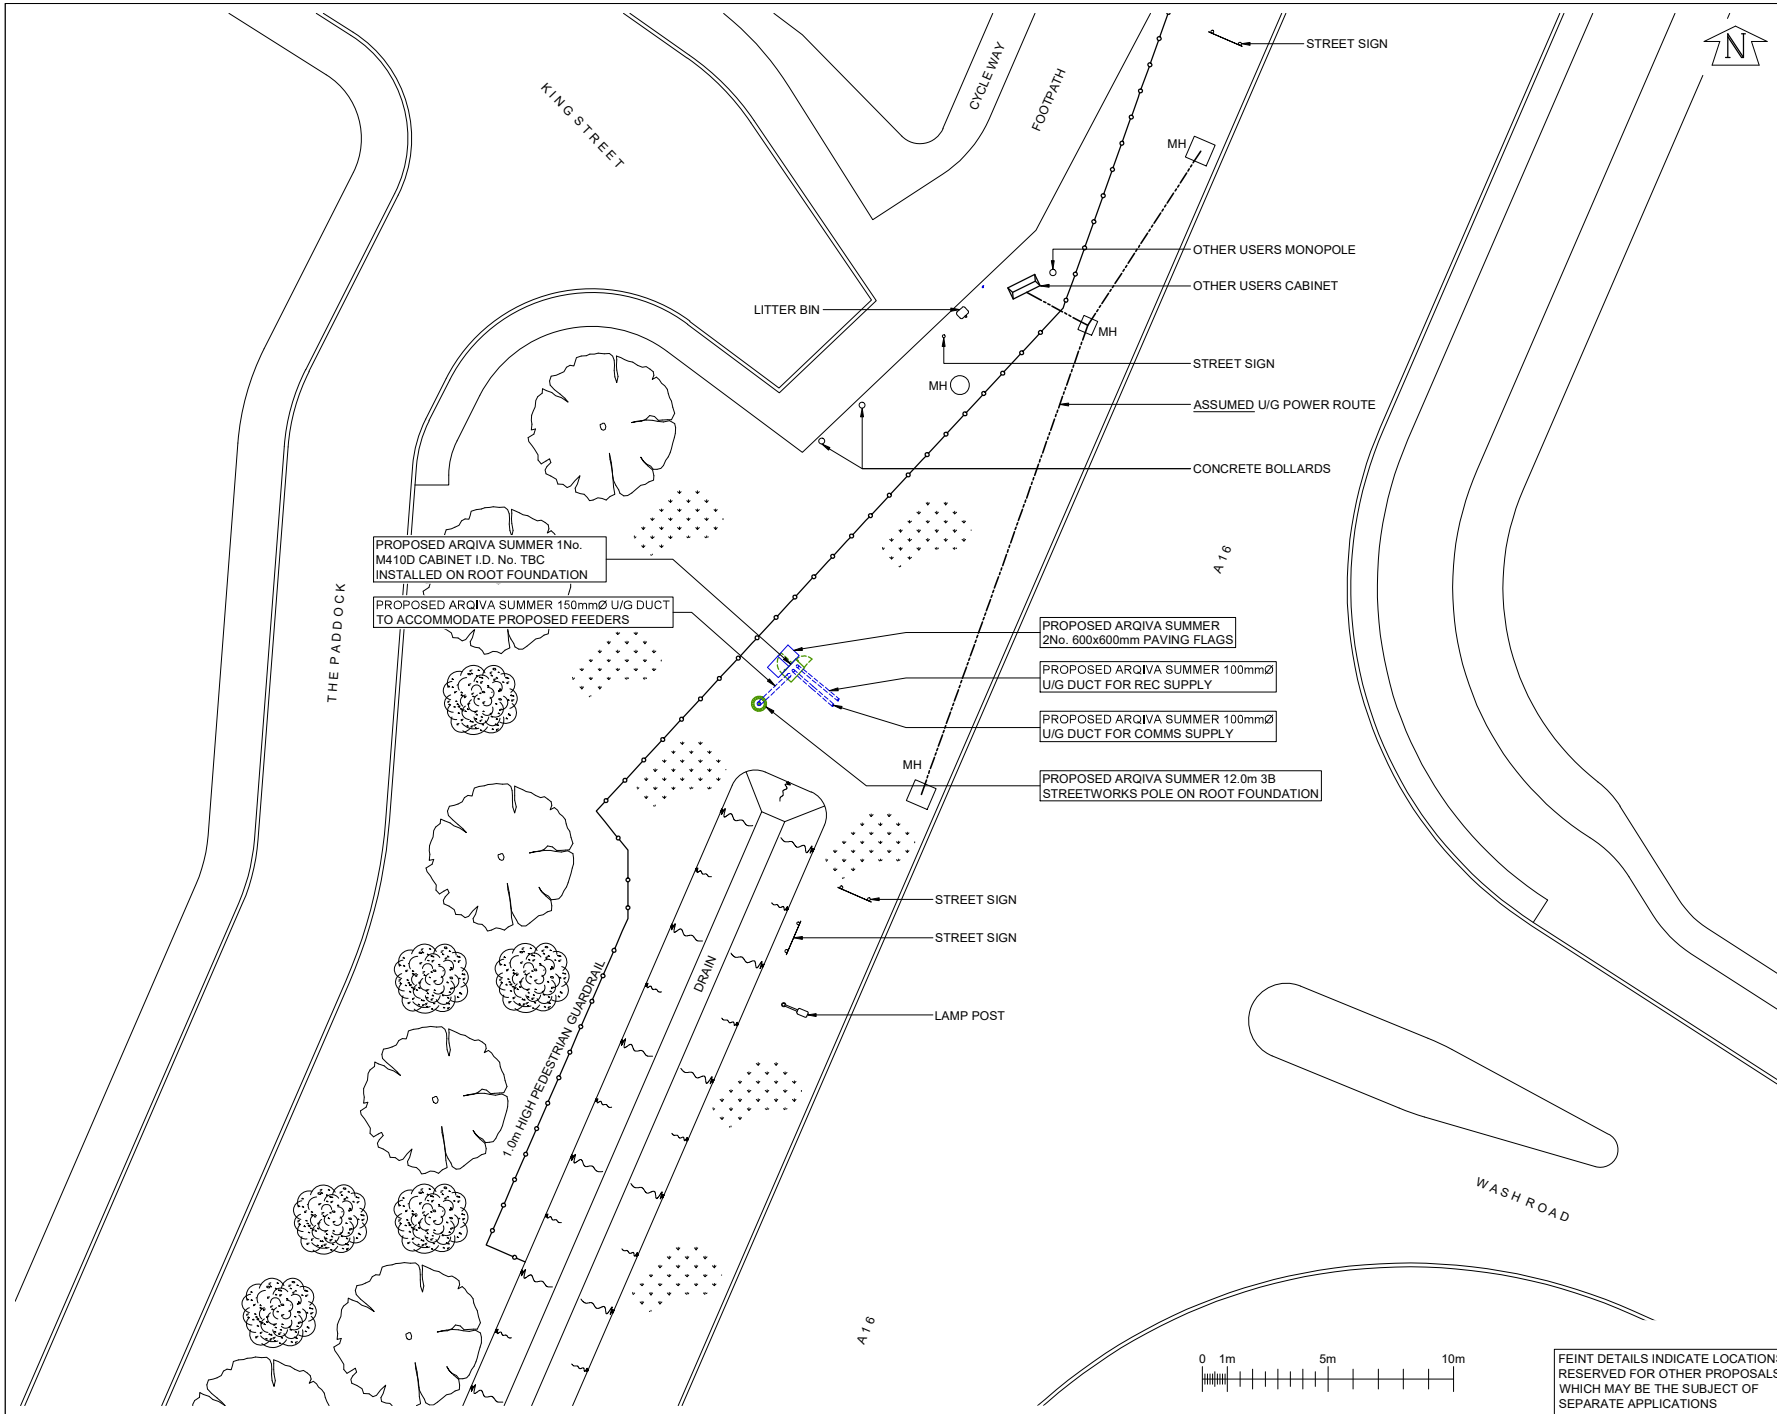 STREET SIGN
N
KING STREET
CYCLE WAY
FOOTPATH
MH
OTHER USERS MONOPOLE
OTHER USERS CABINET
LITTER BIN
MH
STREET SIGN
MH
ASSUMED U/G POWER ROUTE
CONCRETE BOLLARDS
PROPOSED ARQIVA SUMMER 1No.
M410D CABINET I.D. No. TBC
INSTALLED ON ROOT FOUNDATION
A16
THE PADDOCK
PROPOSED ARQIVA SUMMER 150mmØ U/G DUCT
TO ACCOMMODATE PROPOSED FEEDERS
PROPOSED ARQIVA SUMMER
2No. 600x600mm PAVING FLAGS
PROPOSED ARQIVA SUMMER 100mmØ
U/G DUCT FOR REC SUPPLY
PROPOSED ARQIVA SUMMER 100mmØ
U/G DUCT FOR COMMS SUPPLY
MH
PROPOSED ARQIVA SUMMER 12.0m 3B
STREETWORKS POLE ON ROOT FOUNDATION
STREET SIGN
STREET SIGN
DRAIN
LAMP POST
1.0m HIGH PEDESTRIAN GUARDRAIL
WASH ROAD
A16
0 1m 5m 10m
FEINT DETAILS INDICATE LOCATIONS
RESERVED FOR OTHER PROPOSALS
WHICH MAY BE THE SUBJECT OF
SEPARATE APPLICATIONS